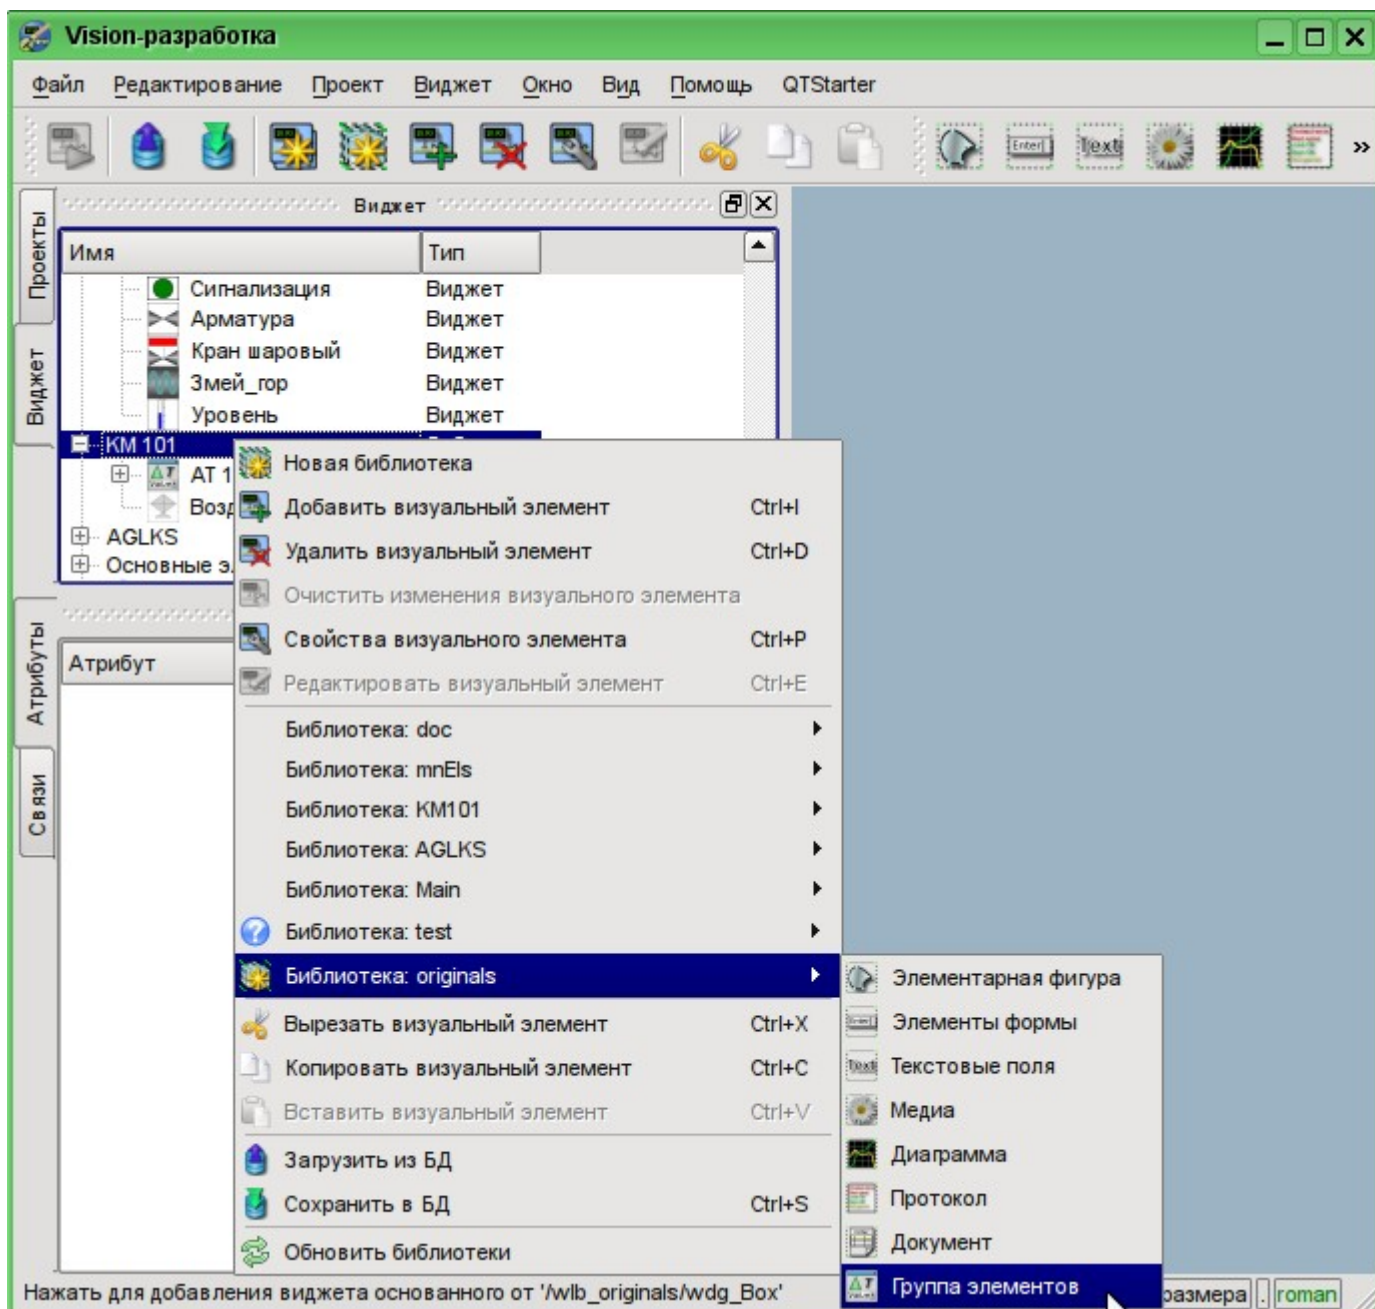 Vision-разработка
Файл Редактирование Проект Виджет Окно Вид Помощь QTStarter
Enter Text »
Виджет
Проекты
Виджет
Имя Тип
Сигнализация Виджет
Арматура Виджет
Кран шаровый Виджет
Змей_гор Виджет
Уровень Виджет
КМ 101
АТ 1
Возд
AGLKS
Основные э
Атрибуты
Связи
Атрибут
Новая библиотека
Добавить визуальный элемент Ctrl+I
Удалить визуальный элемент Ctrl+D
Очистить изменения визуального элемента
Свойства визуального элемента Ctrl+P
Редактировать визуальный элемент Ctrl+E
Библиотека: doc
Библиотека: mnEls
Библиотека: KM101
Библиотека: AGLKS
Библиотека: Main
Библиотека: test
Библиотека: originals
Вырезать визуальный элемент Ctrl+X
Копировать визуальный элемент Ctrl+C
Вставить визуальный элемент Ctrl+V
Загрузить из БД
Сохранить в БД Ctrl+S
Обновить библиотеки
Элементарная фигура
Элементы формы
Текстовые поля
Медиа
Диаграмма
Протокол
Документ
Группа элементов
Нажать для добавления виджета основанного от '/wlb_originals/wdg_Box' размера . roman